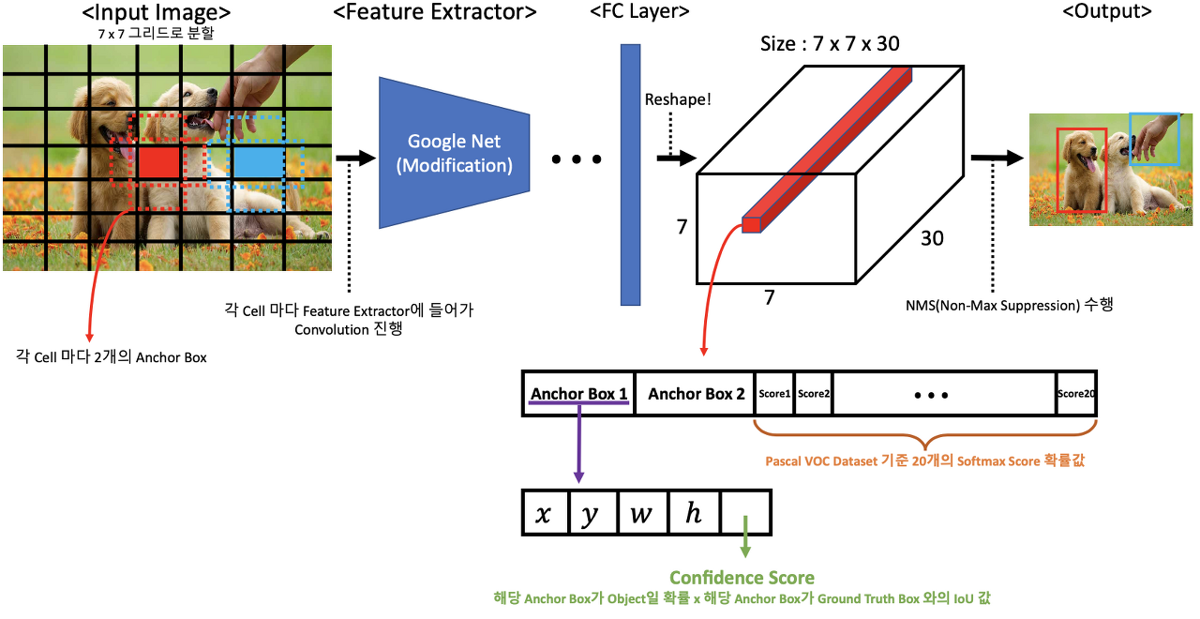 <Input Image>
7 x 7 그리드로 분할
<Feature Extractor>
<FC Layer>
<Output>
Size : 7 x 7 x 30
Reshape!
Google Net
(Modification)
7
30
7
각 Cell 마다 Feature Extractor에 들어가
Convolution 진행
NMS(Non-Max Suppression) 수행
각 Cell 마다 2개의 Anchor Box
Anchor Box 1
Anchor Box 2
Score1
Score2
Score20
Pascal VOC Dataset 기준 20개의 Softmax Score 확률값
x
y
w
h
Confidence Score
해당 Anchor Box가 Object일 확률 x 해당 Anchor Box가 Ground Truth Box 와의 IoU 값